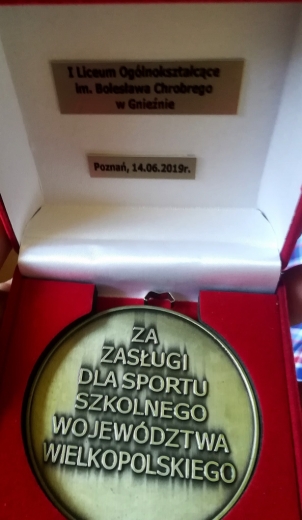 I Liceum Ogólnokształcące
im. Bolesława Chrobrego
w Gnieźnie
Poznań, 14.06.2019r.
ZA
ZASŁUGI
DLA SPORTU
SZKOLNEGO
WOJEWÓDZTWA
WIELKOPOLSKIEGO